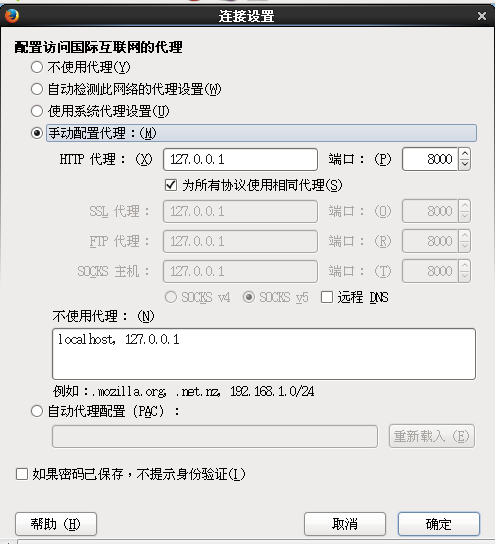 连接设置
配置访问国际互联网的代理
不使用代理(Y)
自动检测此网络的代理设置(W)
使用系统代理设置(U)
手动配置代理：(M)
HTTP 代理： (X) 127.0.0.1 端口： (P) 8000
为所有协议使用相同代理(S)
SSL 代理： 127.0.0.1 端口： (O) 8000
FTP 代理： 127.0.0.1 端口： (R) 8000
SOCKS 主机： 127.0.0.1 端口： (T) 8000
SOCKS v4 SOCKS v5 远程 DNS
不使用代理： (N)
localhost, 127.0.0.1
例如：.mozilla.org, .net.nz, 192.168.1.0/24
自动代理配置 (PAC)：
重新载入 (E)
如果密码已保存，不提示身份验证(I)
帮助 (H) 取消 确定